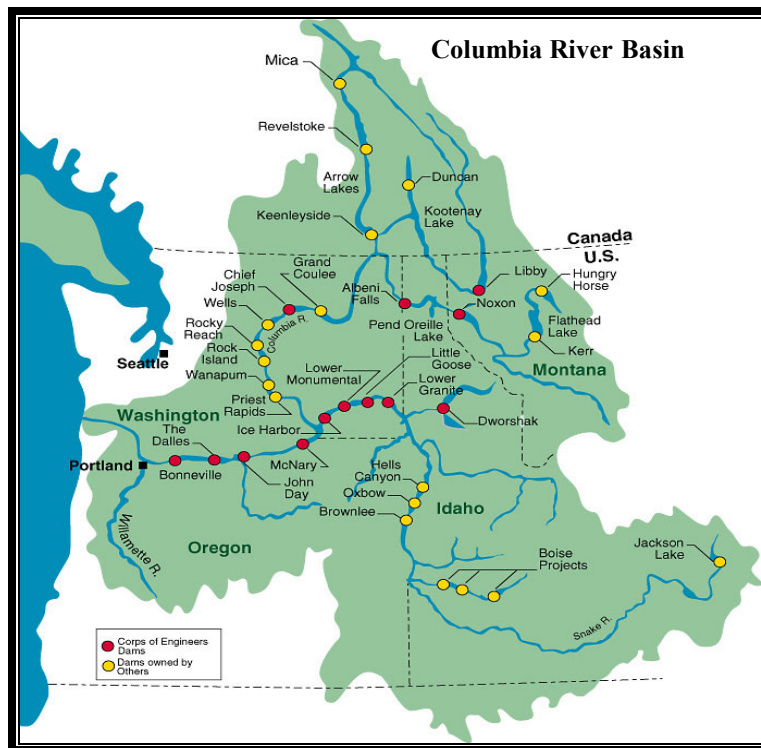 Columbia River Basin
Mica
Revelstoke
Arrow
Lakes
Duncan
Kootenay
Lake
Keenleyside
Canada
U.S.
Grand
Coulee
Chief
Joseph
Albeni
Falls
Libby
Hungry
Horse
Noxon
Wells
Columbia R.
Pend Oreille
Lake
Flathead
Lake
Rocky
Reach
Rock
Island
Seattle
Kerr
Little
Goose
Lower
Monumental
Lower
Granite
Wanapum
Montana
Priest
Rapids
Washington
Ice Harbor
Dworshak
The
Dalles
Portland
Bonneville
McNary
John
Day
Hells
Canyon
Oxbow
Brownlee
Idaho
Willamette R.
Oregon
Boise
Projects
Jackson
Lake
Snake R.
Corps of Engineers
Dams
Dams owned by
Others